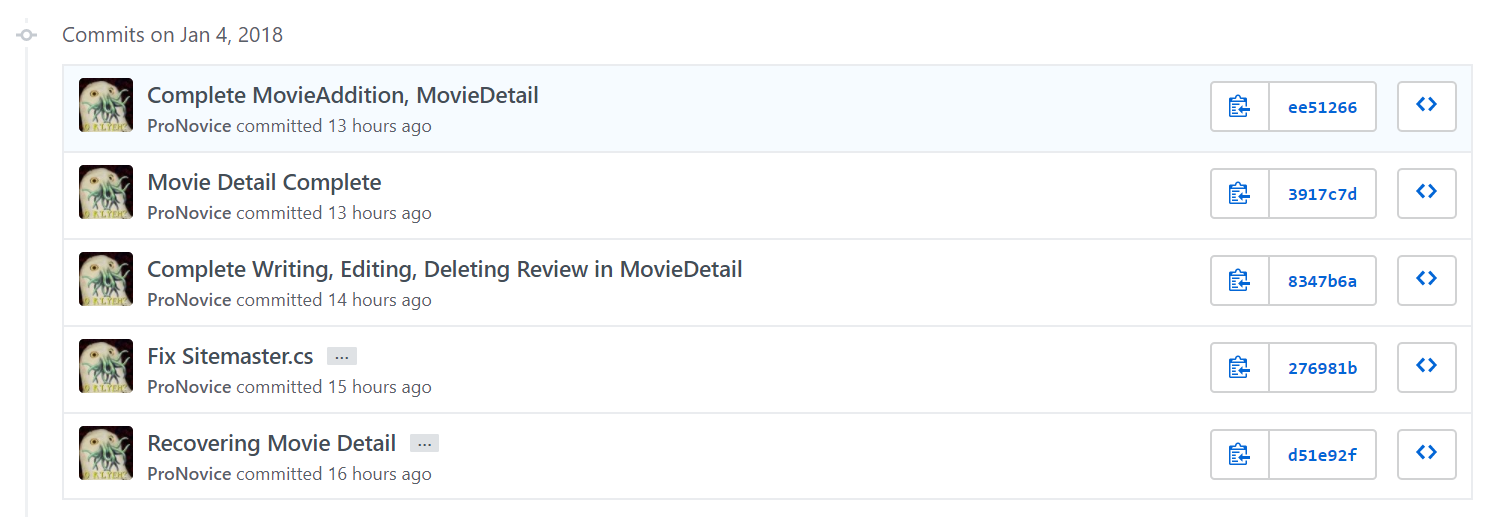 Commits on Jan 4, 2018
Complete MovieAddition, MovieDetail
ProNovice committed 13 hours ago
ee51266
Movie Detail Complete
ProNovice committed 13 hours ago
3917c7d
Complete Writing, Editing, Deleting Review in MovieDetail
ProNovice committed 14 hours ago
8347b6a
Fix Sitemaster.cs ...
ProNovice committed 15 hours ago
276981b
Recovering Movie Detail ...
ProNovice committed 16 hours ago
d51e92f